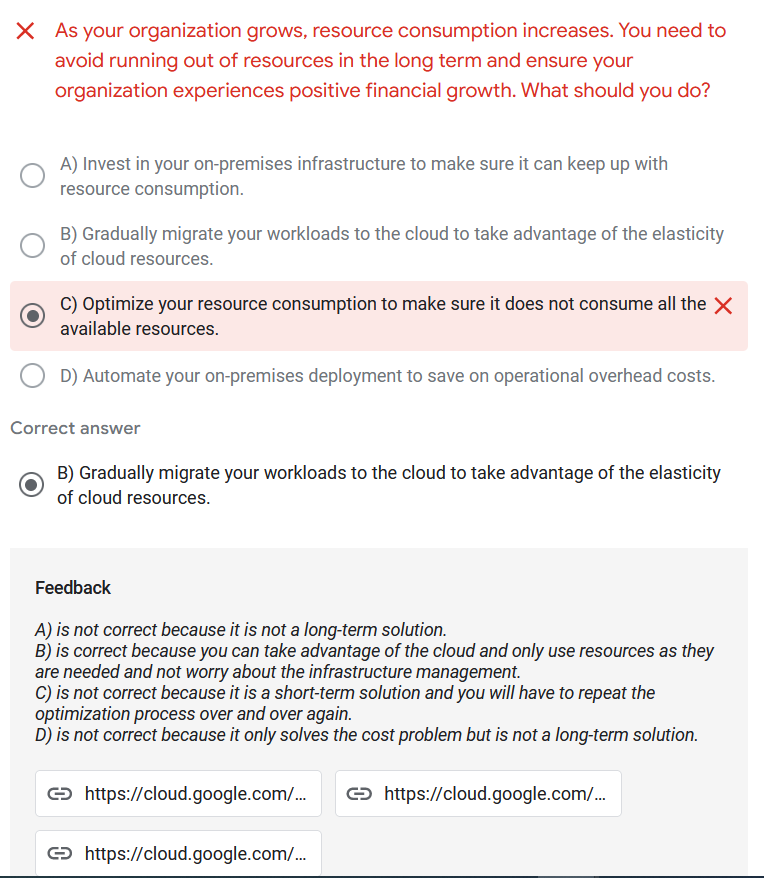 As your organization grows, resource consumption increases. You need to
avoid running out of resources in the long term and ensure your
organization experiences positive financial growth. What should you do?
A) Invest in your on-premises infrastructure to make sure it can keep up with
resource consumption.
B) Gradually migrate your workloads to the cloud to take advantage of the elasticity
of cloud resources.
C) Optimize your resource consumption to make sure it does not consume all the
available resources.
D) Automate your on-premises deployment to save on operational overhead costs.
Correct answer
B) Gradually migrate your workloads to the cloud to take advantage of the elasticity
of cloud resources.
Feedback
A) is not correct because it is not a long-term solution.
B) is correct because you can take advantage of the cloud and only use resources as they
are needed and not worry about the infrastructure management.
C) is not correct because it is a short-term solution and you will have to repeat the
optimization process over and over again.
D) is not correct because it only solves the cost problem but is not a long-term solution.
https://cloud.google.com/...
https://cloud.google.com/...
https://cloud.google.com/...